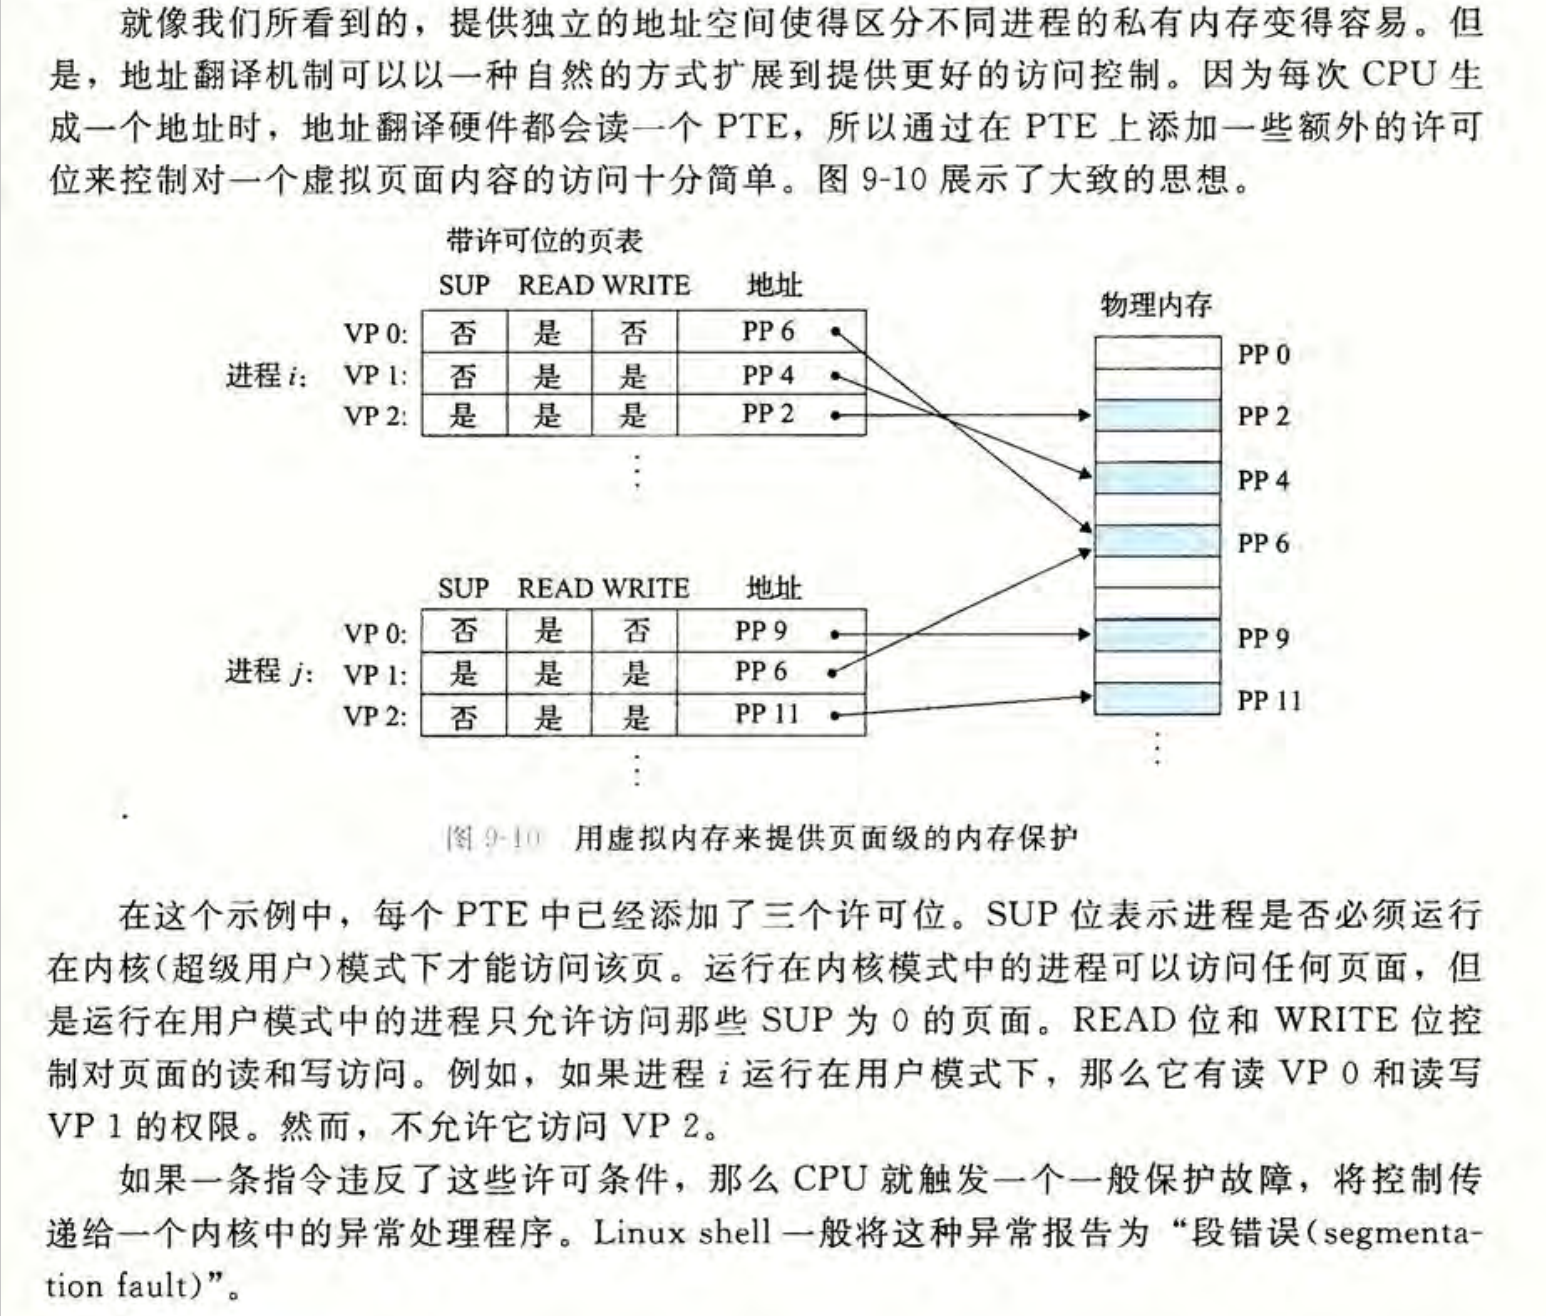 就像我们所看到的，提供独立的地址空间使得区分不同进程的私有内存变得容易。但
是，地址翻译机制可以以一种自然的方式扩展到提供更好的访问控制。因为每次 CPU 生
成一个地址时，地址翻译硬件都会读一个 PTE，所以通过在 PTE 上添加一些额外的许可
位来控制对一个虚拟页面内容的访问十分简单。图 9-10 展示了大致的思想。
带许可位的页表
SUP READ WRITE 地址
物理内存
VP 0: 否 是 否 PP 6
PP 0
进程 i: VP 1: 否 是 是 PP 4
VP 2: 是 是 是 PP 2
PP 2
⋮
PP 4
PP 6
SUP READ WRITE 地址
VP 0: 否 是 否 PP 9
PP 9
进程 j: VP 1: 是 是 是 PP 6
VP 2: 否 是 是 PP 11
PP 11
⋮
⋮
图 9-10 用虚拟内存来提供页面级的内存保护
在这个示例中，每个 PTE 中已经添加了三个许可位。SUP 位表示进程是否必须运行
在内核(超级用户)模式下才能访问该页。运行在内核模式中的进程可以访问任何页面，但
是运行在用户模式中的进程只允许访问那些 SUP 为 0 的页面。READ 位和 WRITE 位控
制对页面的读和写访问。例如，如果进程 i 运行在用户模式下，那么它有读 VP 0 和读写
VP 1 的权限。然而，不允许它访问 VP 2。
如果一条指令违反了这些许可条件，那么 CPU 就触发一个一般保护故障，将控制传
递给一个内核中的异常处理程序。Linux shell 一般将这种异常报告为“段错误(segmenta-
tion fault)”。